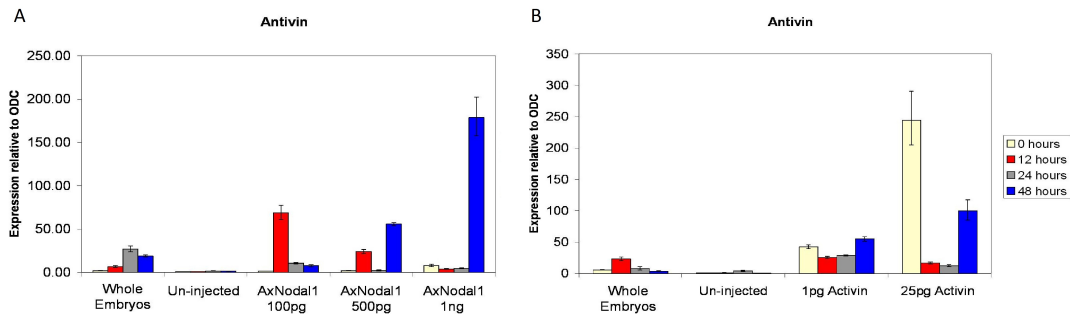 A
Antivin
Expression relative to ODC
250.00
200.00
150.00
100.00
50.00
0.00
Whole Embryos
Un-injected
AxNodal1 100pg
AxNodal1 500pg
AxNodal1 1ng
B
Antivin
Expression relative to ODC
350
300
250
200
150
100
50
0
Whole Embryos
Un-injected
1pg Activin
25pg Activin
0 hours
12 hours
24 hours
48 hours